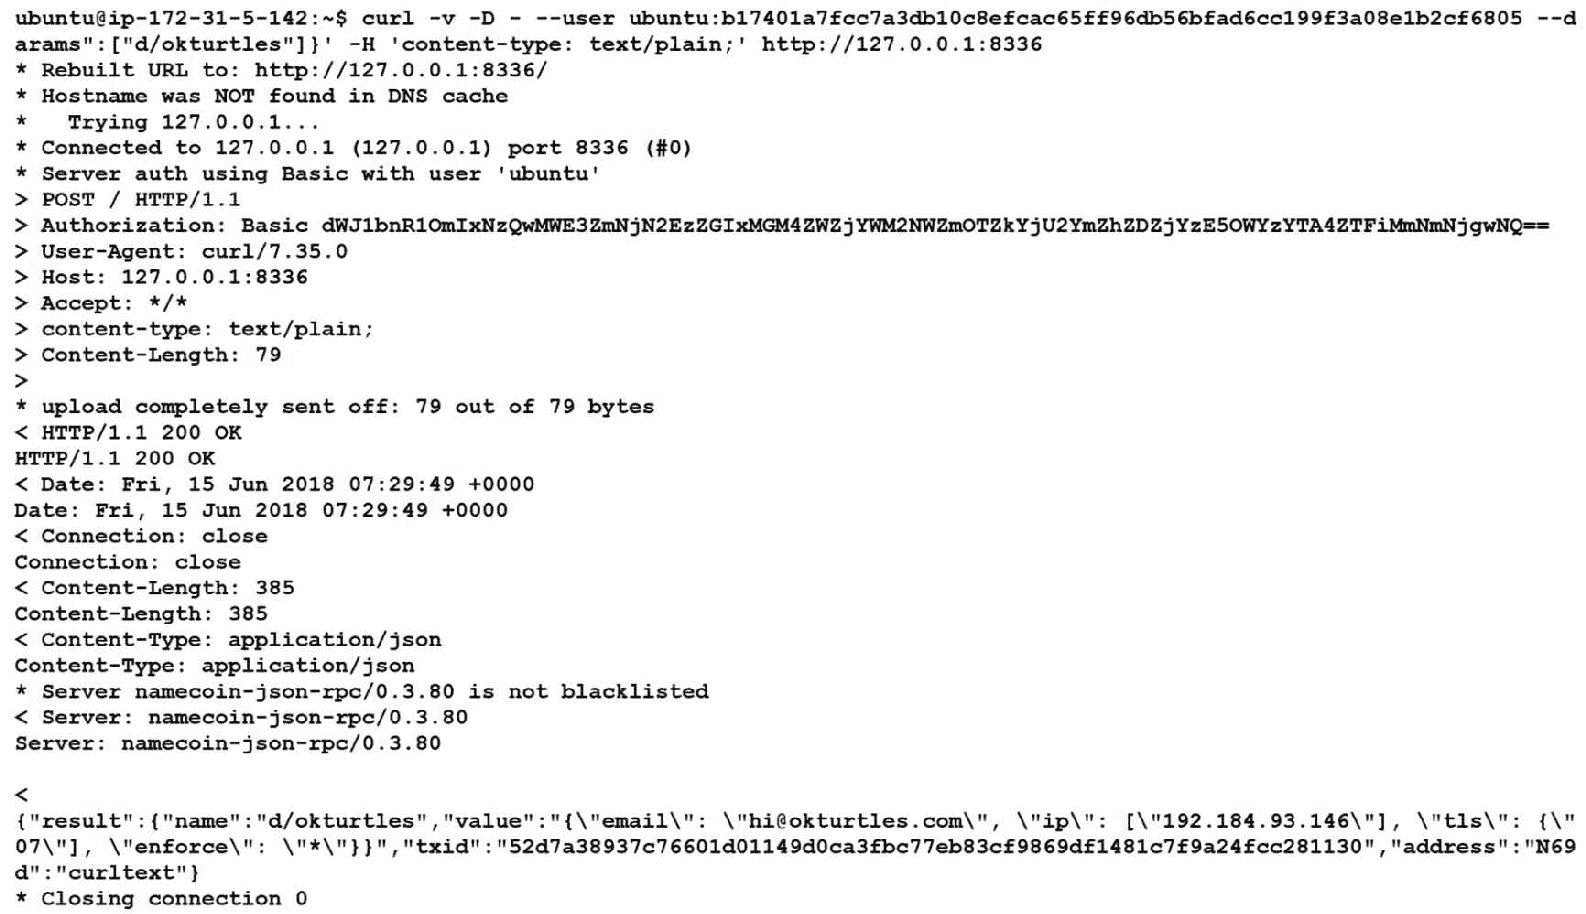 ubuntu@ip-172-31-5-142:~$ curl -v -D - --user ubuntu:b17401a7fcc7a3db10c8efcac65ff96db56bfad6cc199f3a08e1b2cf6805 --d
arams":["d/okturtles"]}' -H 'content-type: text/plain;' http://127.0.0.1:8336
* Rebuilt URL to: http://127.0.0.1:8336/
* Hostname was NOT found in DNS cache
*   Trying 127.0.0.1...
* Connected to 127.0.0.1 (127.0.0.1) port 8336 (#0)
* Server auth using Basic with user 'ubuntu'
> POST / HTTP/1.1
> Authorization: Basic dWJ1bnR1OmIxNzQwMWE3ZmNjN2EzZGIxMGM4ZWZjYWM2NWZmOTZkYjU2YmZhZDZjYzE5OWYzYTA4ZTFiMmNmNjgwNQ==
> User-Agent: curl/7.35.0
> Host: 127.0.0.1:8336
> Accept: */*
> content-type: text/plain;
> Content-Length: 79
>
* upload completely sent off: 79 out of 79 bytes
< HTTP/1.1 200 OK
HTTP/1.1 200 OK
< Date: Fri, 15 Jun 2018 07:29:49 +0000
Date: Fri, 15 Jun 2018 07:29:49 +0000
< Connection: close
Connection: close
< Content-Length: 385
Content-Length: 385
< Content-Type: application/json
Content-Type: application/json
* Server namecoin-json-rpc/0.3.80 is not blacklisted
< Server: namecoin-json-rpc/0.3.80
Server: namecoin-json-rpc/0.3.80
<
{"result":{"name":"d/okturtles","value":"{\"email\": \"hi@okturtles.com\", \"ip\": [\"192.184.93.146\"], \"tls\": {\"
07\"], \"enforce\": \"*\"}}","txid":"52d7a38937c76601d01149d0ca3fbc77eb83cf9869df1481c7f9a24fcc281130","address":"N69
d":"curltext"}
* Closing connection 0